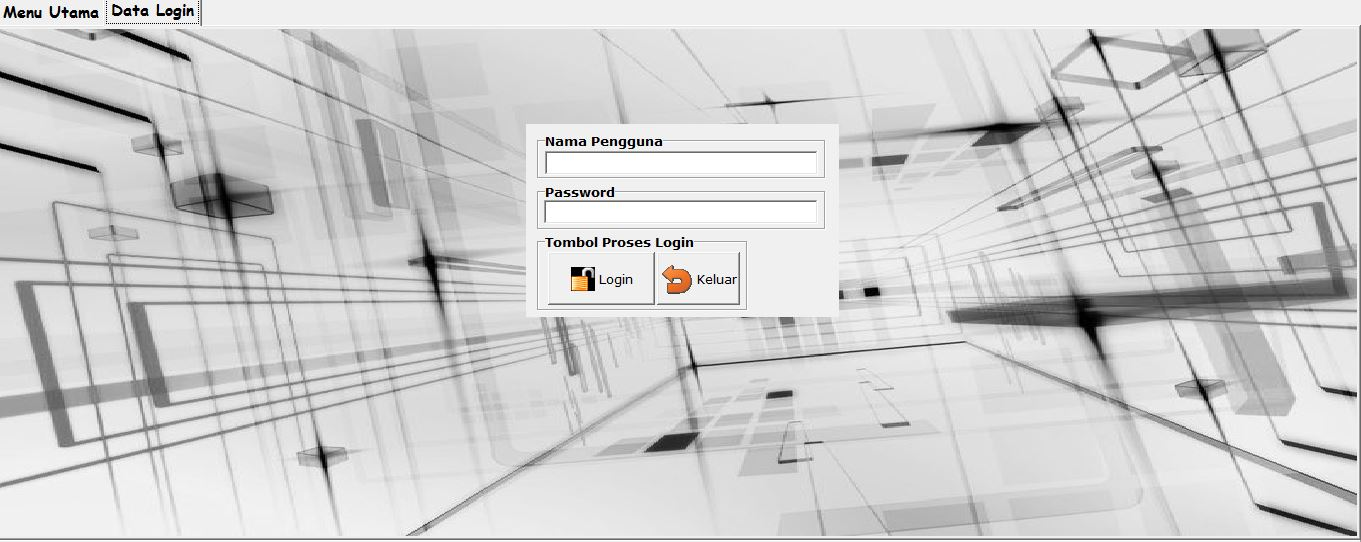 Menu Utama
Data Login
Nama Pengguna
Password
Tombol Proses Login
Login
Keluar